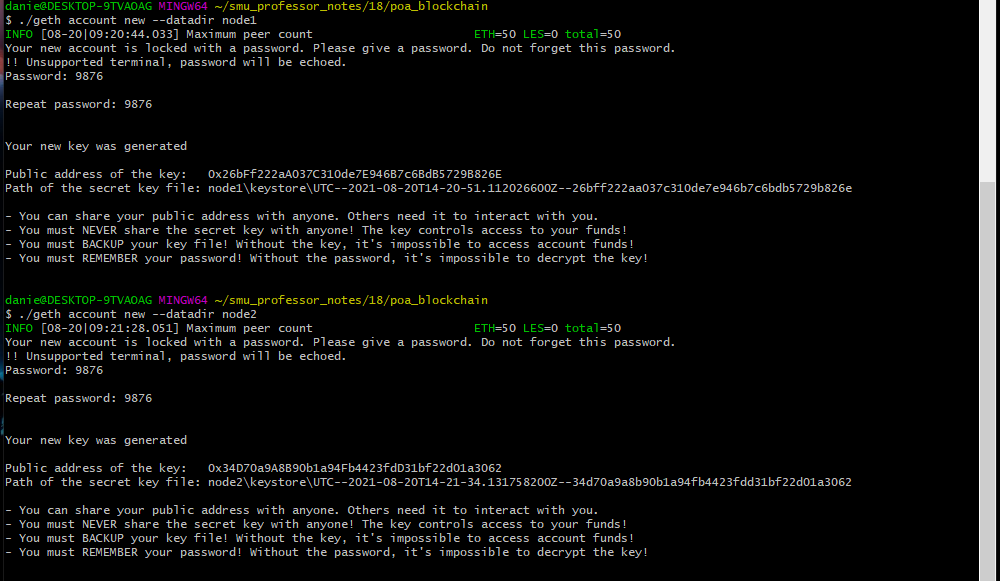 danie@DESKTOP-9TVAOAG MINGW64 ~/smu_professor_notes/18/poa_blockchain
$ ./geth account new --datadir node1
INFO [08-20|09:20:44.033] Maximum peer count                       ETH=50 LES=0 total=50
Your new account is locked with a password. Please give a password. Do not forget this password.
!! Unsupported terminal, password will be echoed.
Password: 9876
Repeat password: 9876
Your new key was generated
Public address of the key:   0x26bFf222aA037C310de7E946B7c6BdB5729B826E
Path of the secret key file: node1\keystore\UTC--2021-08-20T14-20-51.112026600Z--26bff222aa037c310de7e946b7c6bdb5729b826e
- You can share your public address with anyone. Others need it to interact with you.
- You must NEVER share the secret key with anyone! The key controls access to your funds!
- You must BACKUP your key file! Without the key, it's impossible to access account funds!
- You must REMEMBER your password! Without the password, it's impossible to decrypt the key!
danie@DESKTOP-9TVAOAG MINGW64 ~/smu_professor_notes/18/poa_blockchain
$ ./geth account new --datadir node2
INFO [08-20|09:21:28.051] Maximum peer count                       ETH=50 LES=0 total=50
Your new account is locked with a password. Please give a password. Do not forget this password.
!! Unsupported terminal, password will be echoed.
Password: 9876
Repeat password: 9876
Your new key was generated
Public address of the key:   0x34D70a9A8B90b1a94Fb4423fdD31bf22d01a3062
Path of the secret key file: node2\keystore\UTC--2021-08-20T14-21-34.131758200Z--34d70a9a8b90b1a94fb4423fdd31bf22d01a3062
- You can share your public address with anyone. Others need it to interact with you.
- You must NEVER share the secret key with anyone! The key controls access to your funds!
- You must BACKUP your key file! Without the key, it's impossible to access account funds!
- You must REMEMBER your password! Without the password, it's impossible to decrypt the key!